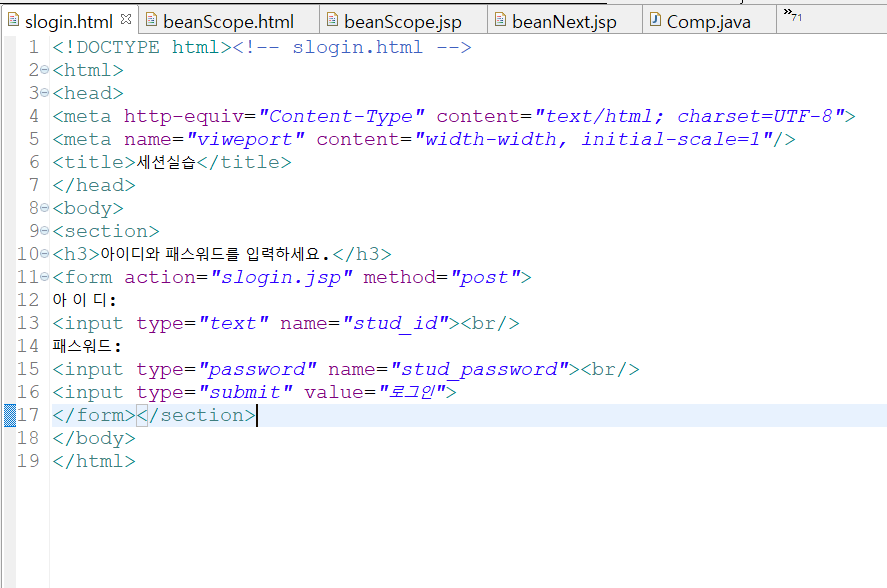 slogin.html beanScope.html beanScope.jsp beanNext.jsp Comp.java »71
1 <!DOCTYPE html><!-- slogin.html -->
2 <html>
3 <head>
4 <meta http-equiv="Content-Type" content="text/html; charset=UTF-8">
5 <meta name="viweport" content="width-width, initial-scale=1"/>
6 <title>세션실습</title>
7 </head>
8 <body>
9 <section>
10 <h3>아이디와 패스워드를 입력하세요.</h3>
11 <form action="slogin.jsp" method="post">
12 아 이 디:
13 <input type="text" name="stud_id"><br/>
14 패스워드:
15 <input type="password" name="stud_password"><br/>
16 <input type="submit" value="로그인">
17 </form></section>
18 </body>
19 </html>